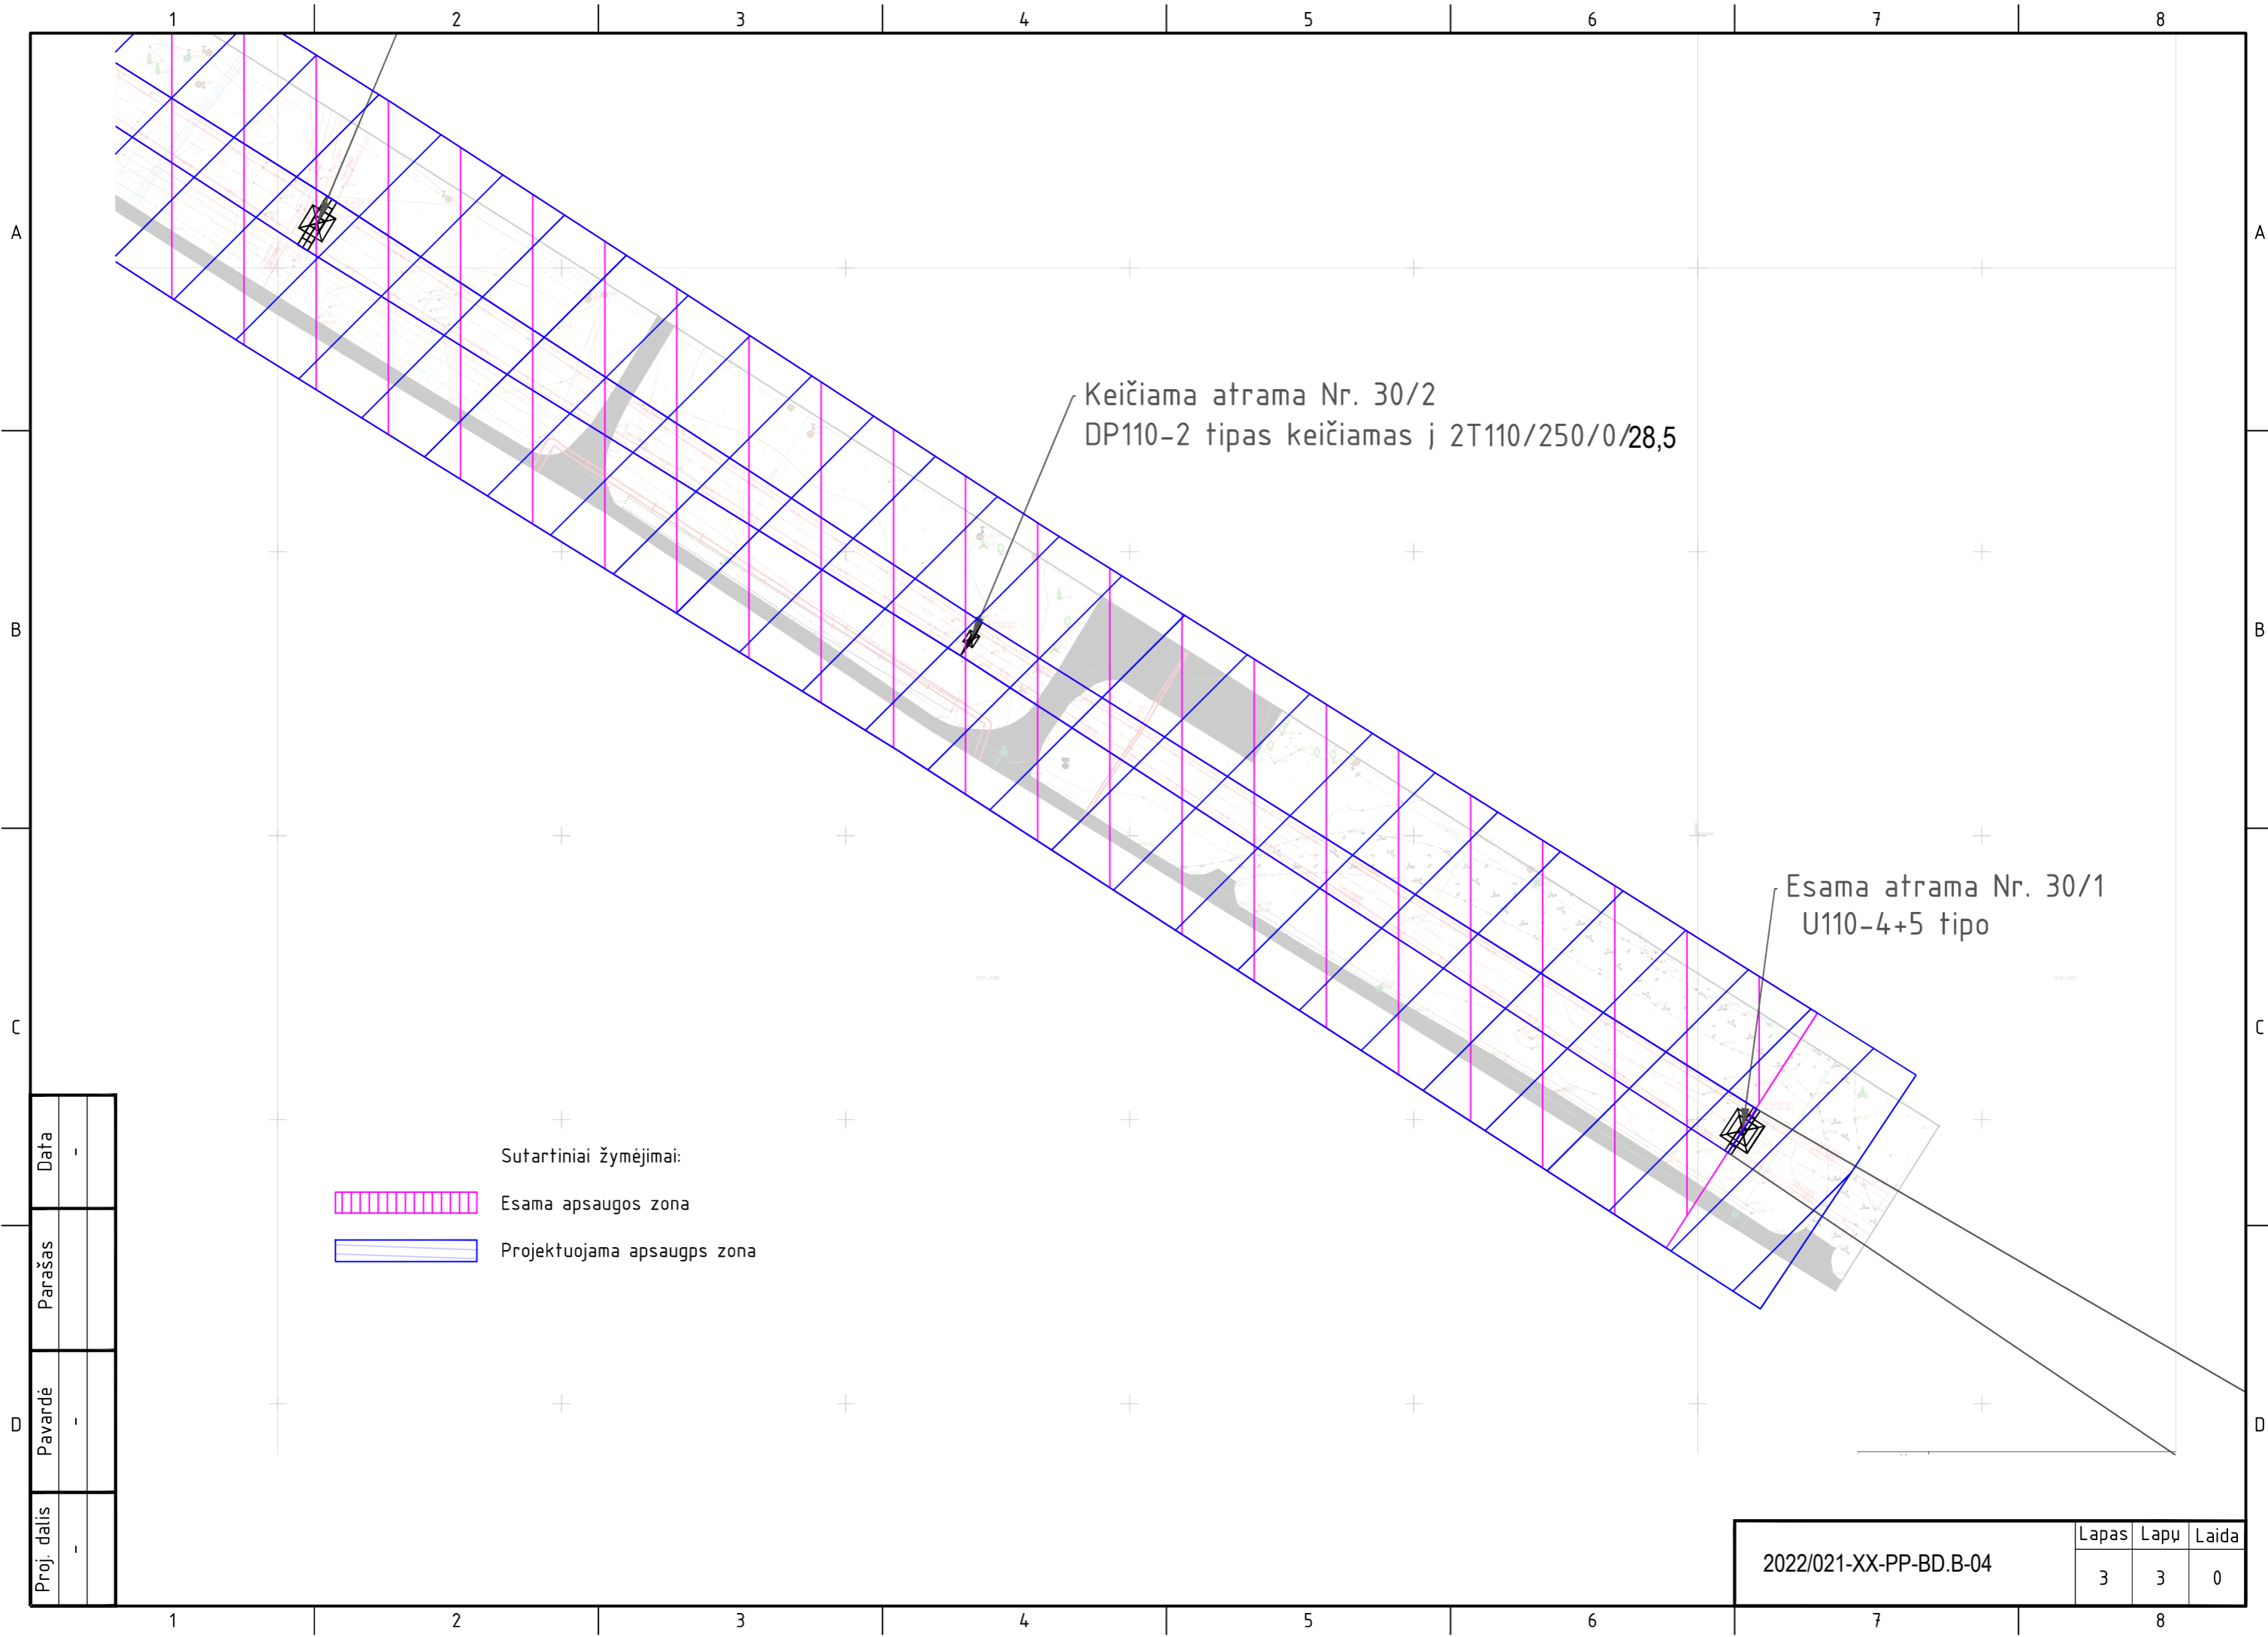 1 2 3 4 5 6 7 8
A A
Keičiama atrama Nr. 30/2
DP110-2 tipas keičiamas į 2T110/250/0/28,5
B B
Esama atrama Nr. 30/1
U110-4+5 tipo
C C
Sutartiniai žymėjimai:
Esama apsaugos zona
Projektuojama apsaugps zona
Data -
Parašas
Pavardė -
Proj. dalis -
D D
2022/021-XX-PP-BD.B-04
Lapas Lapų Laida
3 3 0
1 2 3 4 5 6 7 8